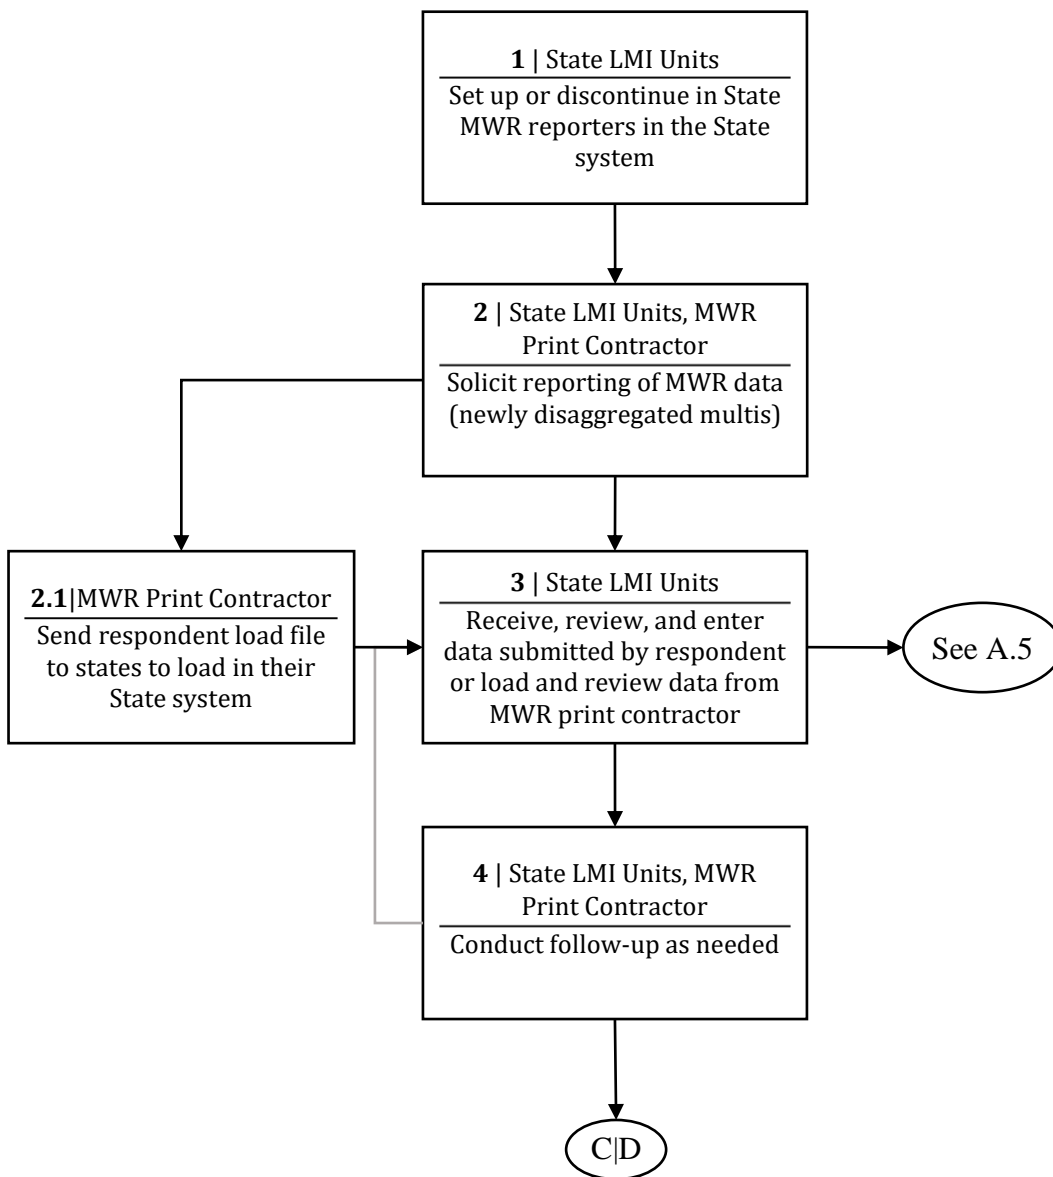 1 | State LMI Units
Set up or discontinue in State
MWR reporters in the State
system
2 | State LMI Units, MWR
Print Contractor
Solicit reporting of MWR data
(newly disaggregated multis)
2.1|MWR Print Contractor
Send respondent load file
to states to load in their
State system
3 | State LMI Units
Receive, review, and enter
data submitted by respondent
or load and review data from
MWR print contractor
See A.5
4 | State LMI Units, MWR
Print Contractor
Conduct follow-up as needed
C|D